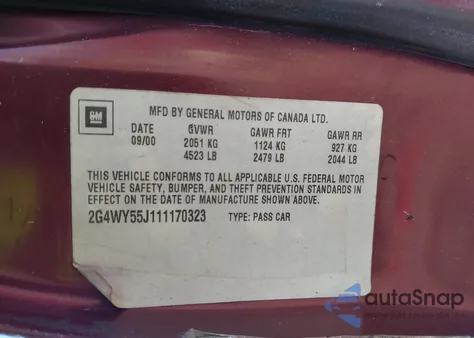 GM
MFD BY GENERAL MOTORS OF CANADA LTD.
DATE GVWR GAWR FRT GAWR RR
09/00 2051 KG 1124 KG 927 KG
4523 LB 2479 LB 2044 LB
THIS VEHICLE CONFORMS TO ALL APPLICABLE U.S. FEDERAL MOTOR
VEHICLE SAFETY, BUMPER, AND THEFT PREVENTION STANDARDS IN
EFFECT ON THE DATE OF MANUFACTURE SHOWN ABOVE.
2G4WY55J111170323 TYPE: PASS CAR
autoSnap